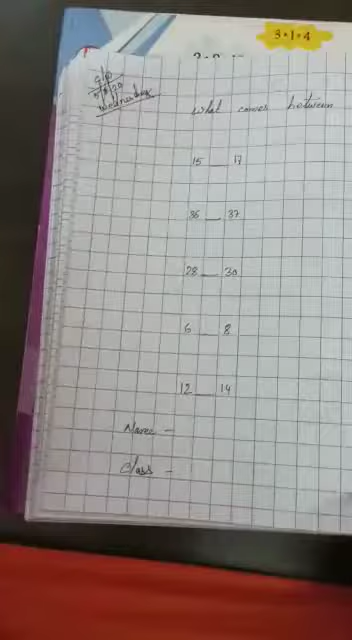 3•1•4
Wednesday
what comes between
15 __ 17
36 __ 37
28 __ 30
6 __ 8
12 __ 14
Name -
Class -